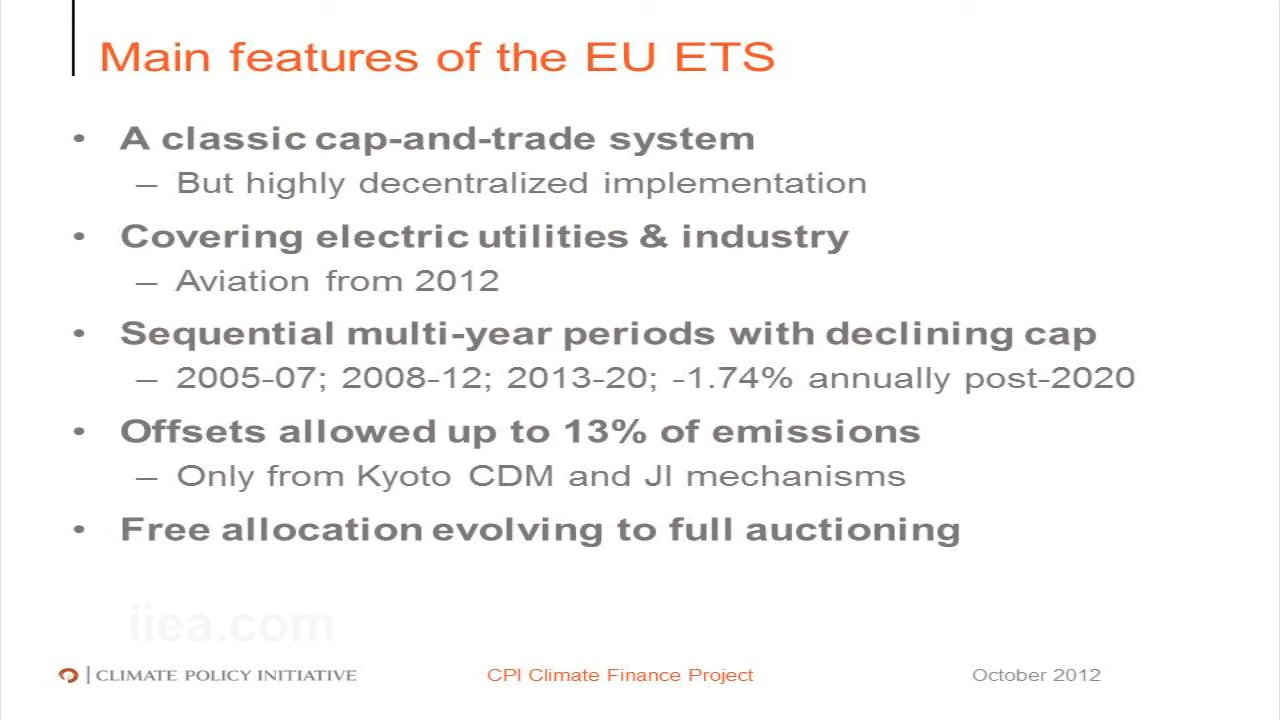 Main features of the EU ETS
• A classic cap-and-trade system
– But highly decentralized implementation
• Covering electric utilities & industry
– Aviation from 2012
• Sequential multi-year periods with declining cap
– 2005-07; 2008-12; 2013-20; -1.74% annually post-2020
• Offsets allowed up to 13% of emissions
– Only from Kyoto CDM and JI mechanisms
• Free allocation evolving to full auctioning
iiea.com
CLIMATE POLICY INITIATIVE CPI Climate Finance Project October 2012